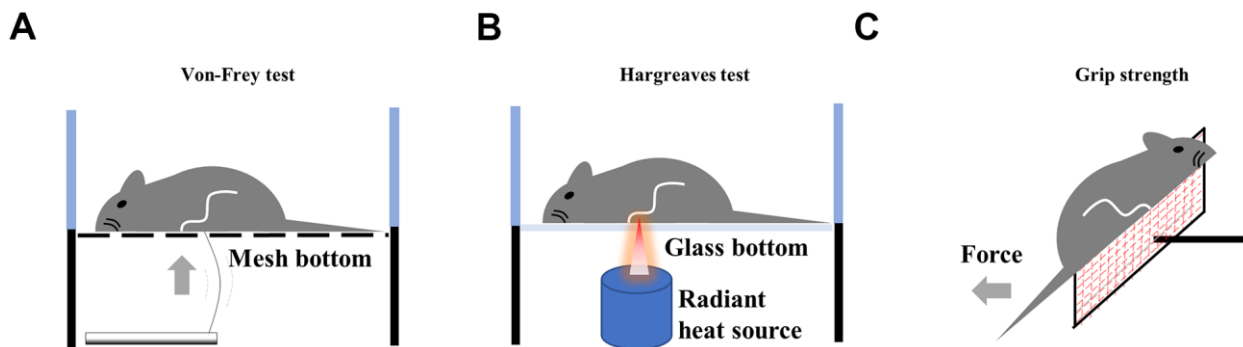 A
Von-Frey test
Mesh bottom
B
Hargreaves test
Glass bottom
Radiant
heat source
C
Grip strength
Force